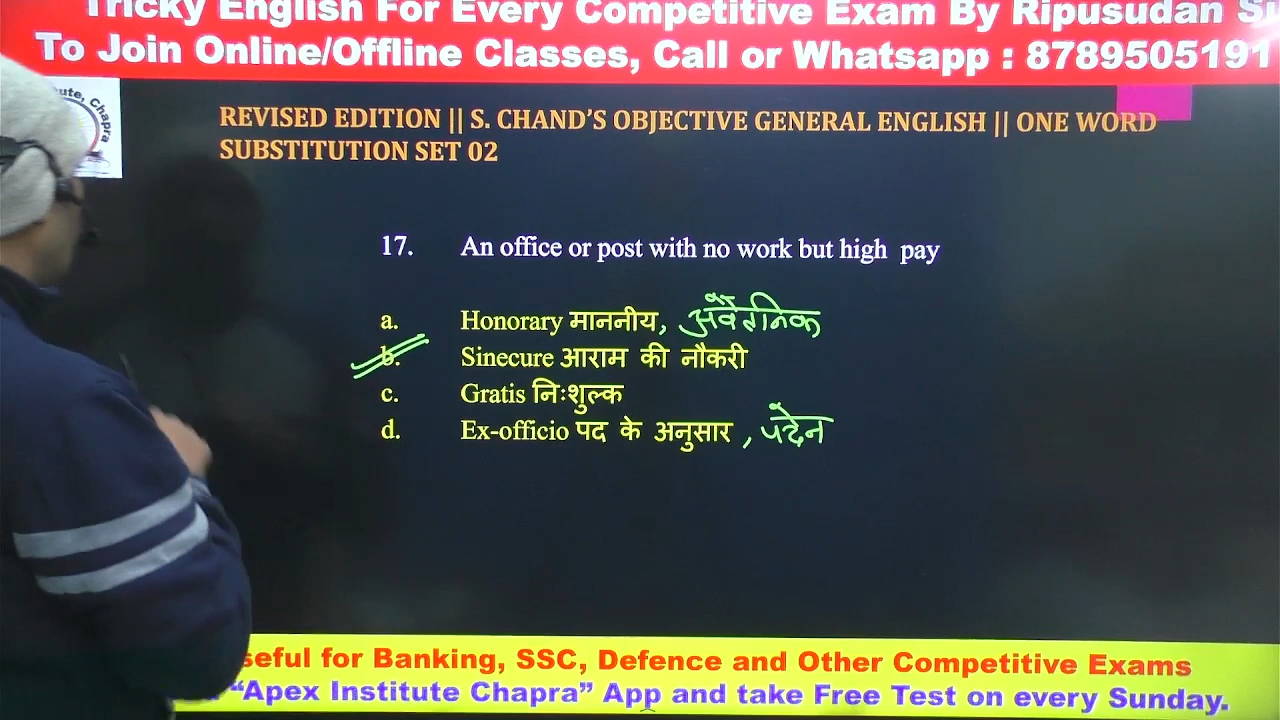 Tricky English For Every Competitive Exam By Ripusudan
To Join Online/Offline Classes, Call or Whatsapp : 8789505191
Chapra
REVISED EDITION || S. CHAND'S OBJECTIVE GENERAL ENGLISH || ONE WORD
SUBSTITUTION SET 02
17. An office or post with no work but high pay
a. Honorary माननीय, अवैतनिक
b. Sinecure आराम की नौकरी
c. Gratis निःशुल्क
d. Ex-officio पद के अनुसार , पदेन
seful for Banking, SSC, Defence and Other Competitive Exams
“Apex Institute Chapra” App and take Free Test on every Sunday.